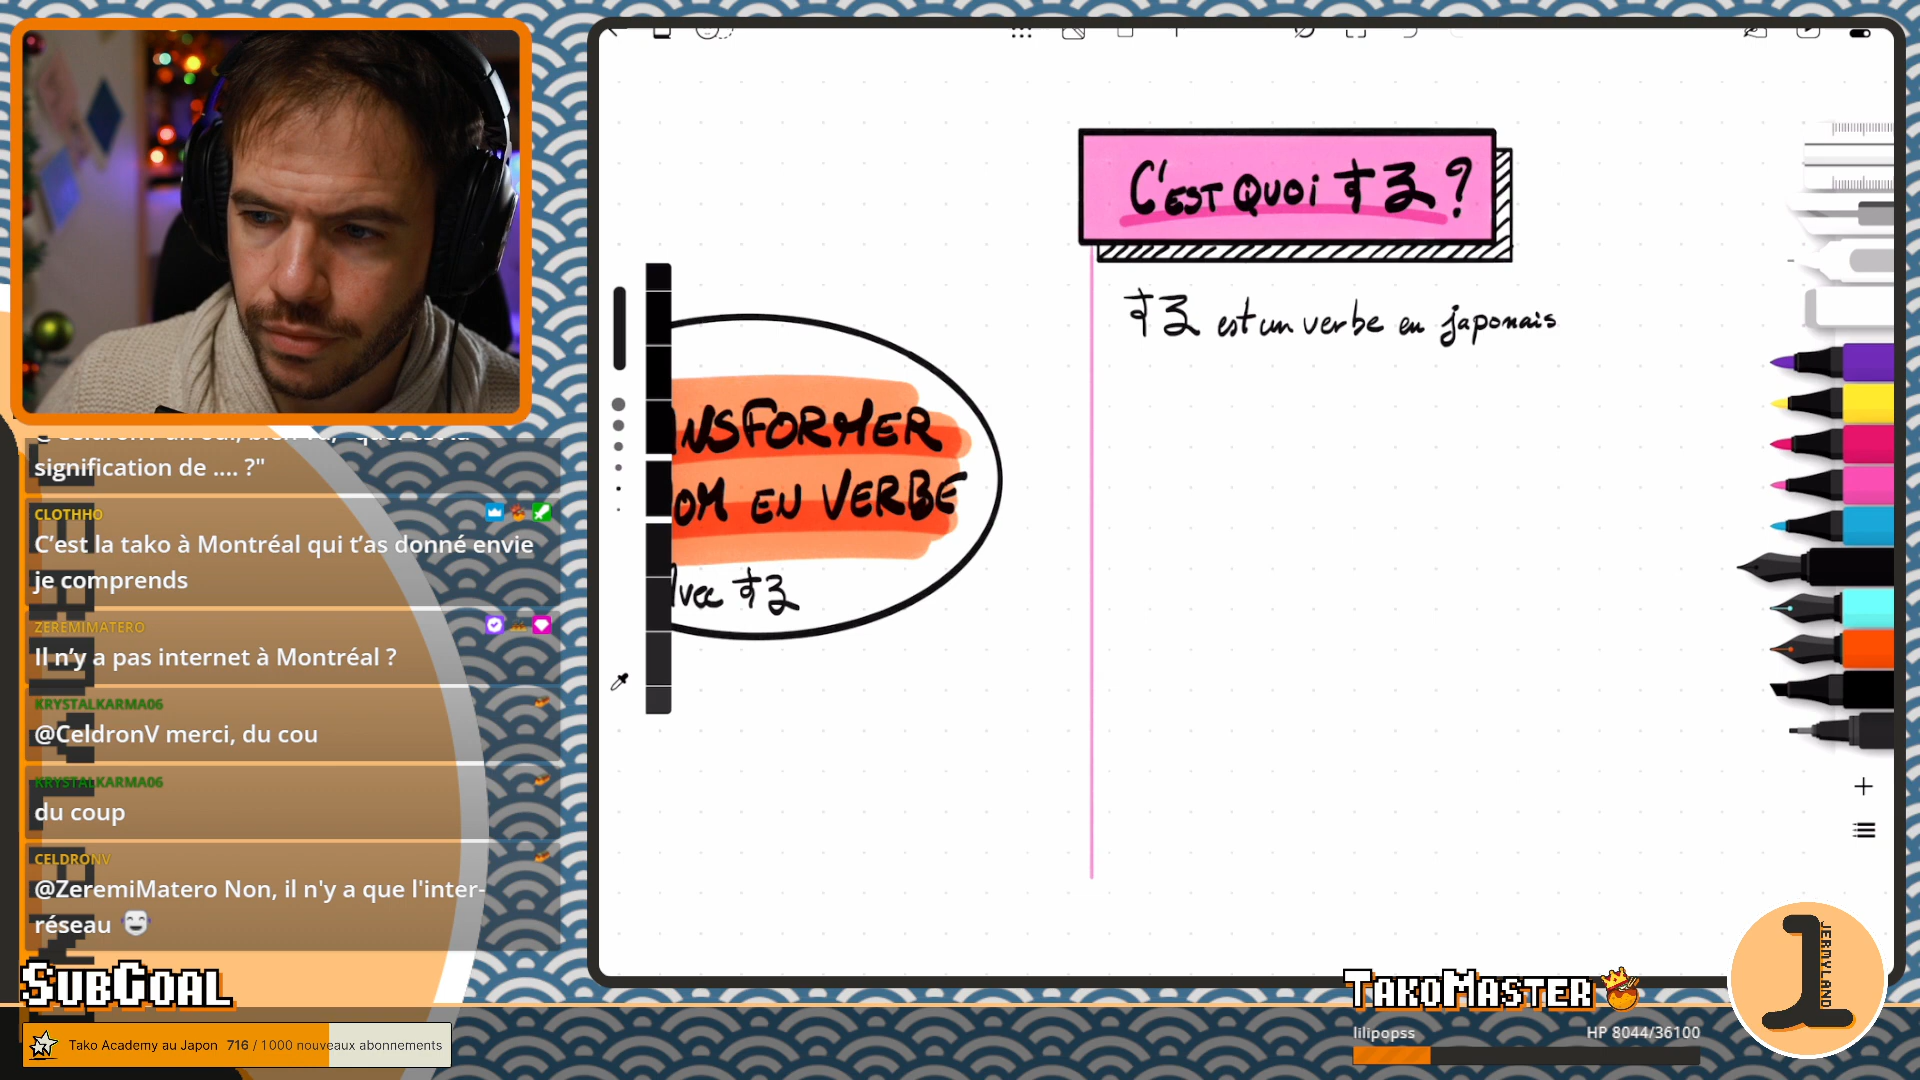 C'EST QUOI する ?
する est un verbe en japonais
NSFORMER
OM EN VERBE
Avec する
signification de .... ?"
CLOTHHO
C'est la tako à Montréal qui t'as donné envie
je comprends
ZEREMIMATERO
Il n'y a pas internet à Montréal ?
KRYSTALKARMA06
@CeldronV merci, du cou
KRYSTALKARMA06
du coup
CELDRONV
@ZeremiMatero Non, il n'y a que l'inter-
réseau
SUBGOAL
Tako Academy au Japon 716 / 1000 nouveaux abonnements
TAKOMASTER
lilipopss HP 8044/36100
JEREMYLAND